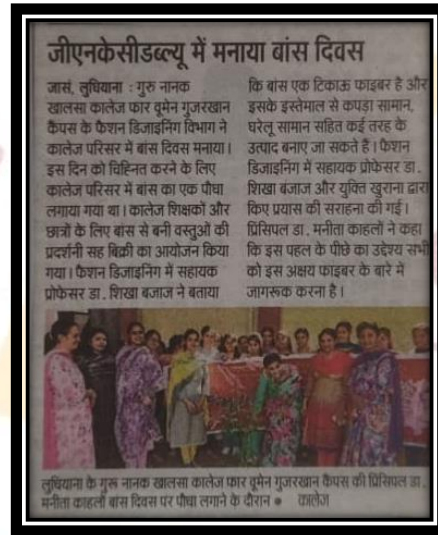 जीएनकेसीडब्ल्यू में मनाया बांस दिवस
जासं, लुधियाना : गुरु नानक
खालसा कालेज फार वूमेन गुजरखान
कैंपस के फैशन डिजाइनिंग विभाग ने
कालेज परिसर में बांस दिवस मनाया।
इस दिन को चिह्नित करने के लिए
कालेज परिसर में बांस का एक पौधा
लगाया गया था। कालेज शिक्षकों और
छात्रों के लिए बांस से बनी वस्तुओं की
प्रदर्शनी सह बिक्री का आयोजन किया
गया। फैशन डिजाइनिंग में सहायक
प्रोफेसर डा. शिखा बजाज ने बताया
कि बांस एक टिकाऊ फाइबर है और
इसके इस्तेमाल से कपड़ा सामान,
घरेलू सामान सहित कई तरह के
उत्पाद बनाए जा सकते हैं। फैशन
डिजाइनिंग में सहायक प्रोफेसर डा.
शिखा बजाज और युक्ति खुराना द्वारा
किए प्रयास की सराहना की गई।
प्रिंसिपल डा. मनीता काहलों ने कहा
कि इस पहल के पीछे का उद्देश्य सभी
को इस अक्षय फाइबर के बारे में
जागरूक करना है।
लुधियाना के गुरु नानक खालसा कालेज फार वूमेन गुजरखान कैंपस की प्रिंसिपल डा.
मनीता काहलों बांस दिवस पर पौधा लगाने के दौरान ● कालेज